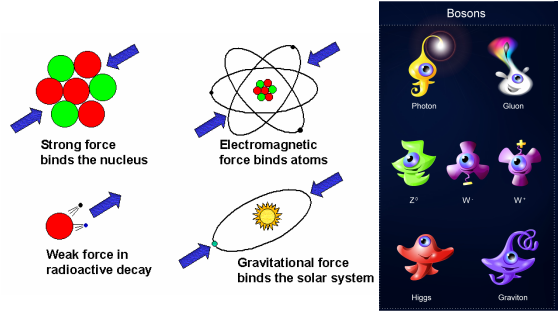 Strong force
binds the nucleus
Electromagnetic
force binds atoms
Weak force in
radioactive decay
Gravitational force
binds the solar system
Bosons
Photon
Gluon
Z⁰
W⁻
W⁺
Higgs
Graviton